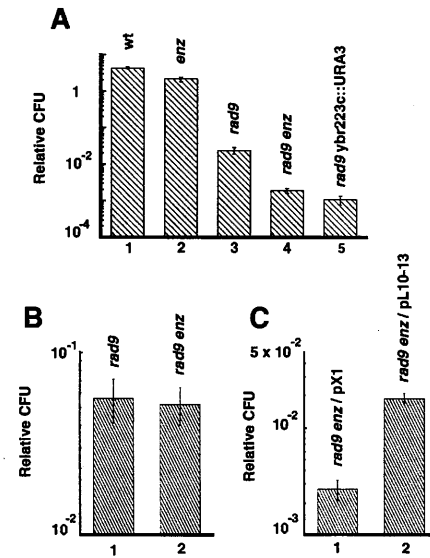 A
wt
enz
rad9
rad9 enz
rad9 ybr223c::URA3
Relative CFU
1
10-2
10-4
1 2 3 4 5
B
rad9
rad9 enz
Relative CFU
10-1
10-2
1 2
C
rad9 enz / pX1
rad9 enz / pL10-13
Relative CFU
5 x 10-2
10-2
10-3
1 2